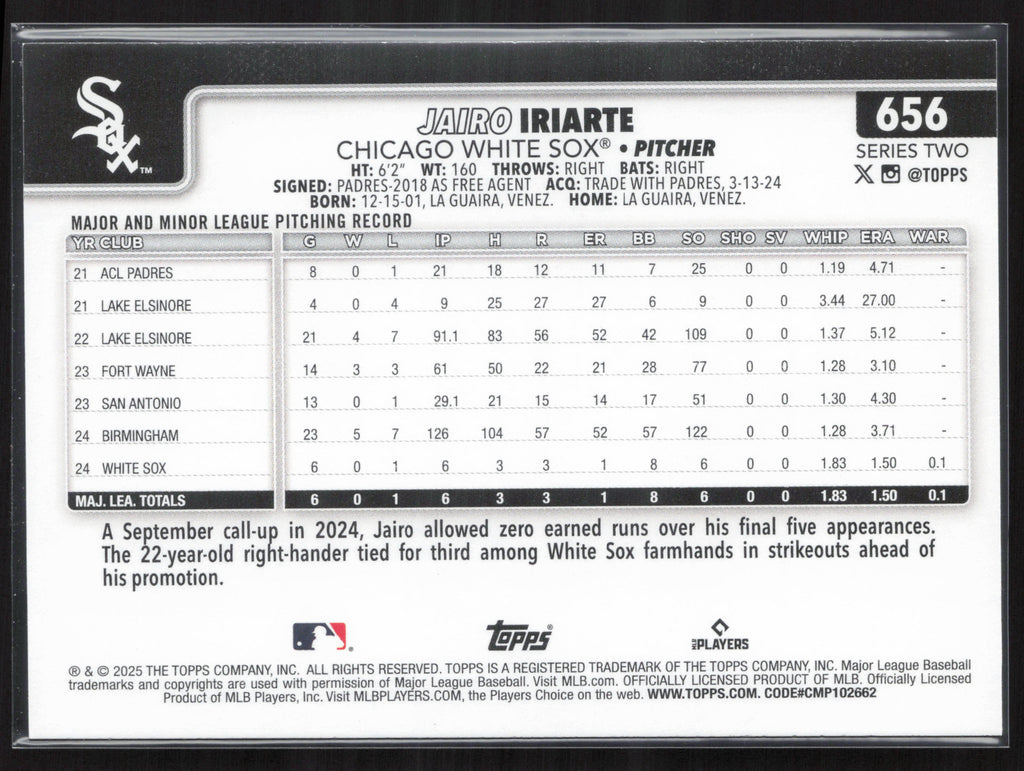 Sox™
656
JAIRO IRIARTE
CHICAGO WHITE SOX® • PITCHER
SERIES TWO
HT: 6'2" WT: 160 THROWS: RIGHT BATS: RIGHT
@TOPPS
SIGNED: PADRES-2018 AS FREE AGENT ACQ: TRADE WITH PADRES, 3-13-24
BORN: 12-15-01, LA GUAIRA, VENEZ. HOME: LA GUAIRA, VENEZ.
MAJOR AND MINOR LEAGUE PITCHING RECORD
YR CLUB G W L IP H R ER BB SO SHO SV WHIP ERA WAR
21 ACL PADRES 8 0 1 21 18 12 11 7 25 0 0 1.19 4.71 -
21 LAKE ELSINORE 4 0 4 9 25 27 27 6 9 0 0 3.44 27.00 -
22 LAKE ELSINORE 21 4 7 91.1 83 56 52 42 109 0 0 1.37 5.12 -
23 FORT WAYNE 14 3 3 61 50 22 21 28 77 0 0 1.28 3.10 -
23 SAN ANTONIO 13 0 1 29.1 21 15 14 17 51 0 0 1.30 4.30 -
24 BIRMINGHAM 23 5 7 126 104 57 52 57 122 0 0 1.28 3.71 -
24 WHITE SOX 6 0 1 6 3 3 1 8 6 0 0 1.83 1.50 0.1
MAJ. LEA. TOTALS 6 0 1 6 3 3 1 8 6 0 0 1.83 1.50 0.1
A September call-up in 2024, Jairo allowed zero earned runs over his final five appearances.
The 22-year-old right-hander tied for third among White Sox farmhands in strikeouts ahead of
his promotion.
® TOPPS® MLB PLAYERS
® & © 2025 THE TOPPS COMPANY, INC. ALL RIGHTS RESERVED. TOPPS IS A REGISTERED TRADEMARK OF THE TOPPS COMPANY, INC. Major League Baseball
trademarks and copyrights are used with permission of Major League Baseball. Visit MLB.com. OFFICIALLY LICENSED PRODUCT OF MLB. Officially Licensed
Product of MLB Players, Inc. Visit MLBPLAYERS.COM, the Players Choice on the web. WWW.TOPPS.COM. CODE#CMP102662